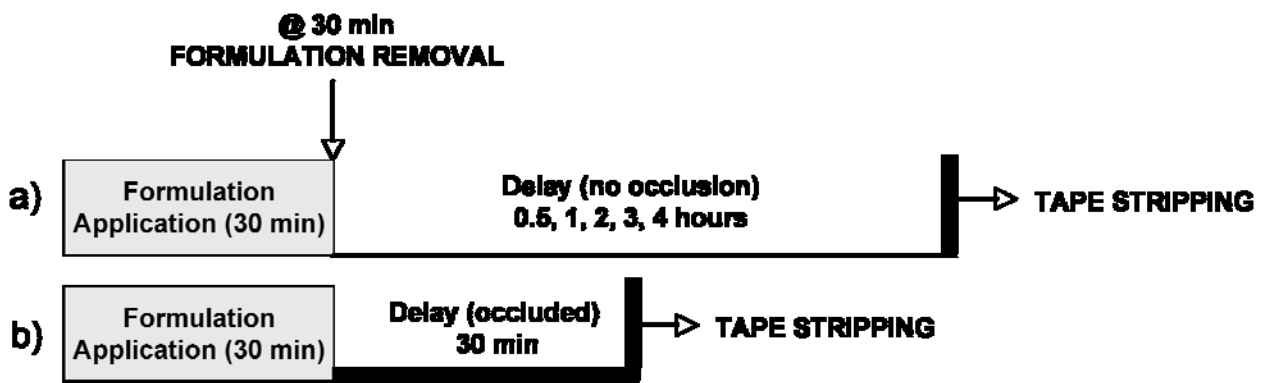 @ 30 min
FORMULATION REMOVAL
a)
Formulation
Application (30 min)
Delay (no occlusion)
0.5, 1, 2, 3, 4 hours
TAPE STRIPPING
b)
Formulation
Application (30 min)
Delay (occluded)
30 min
TAPE STRIPPING